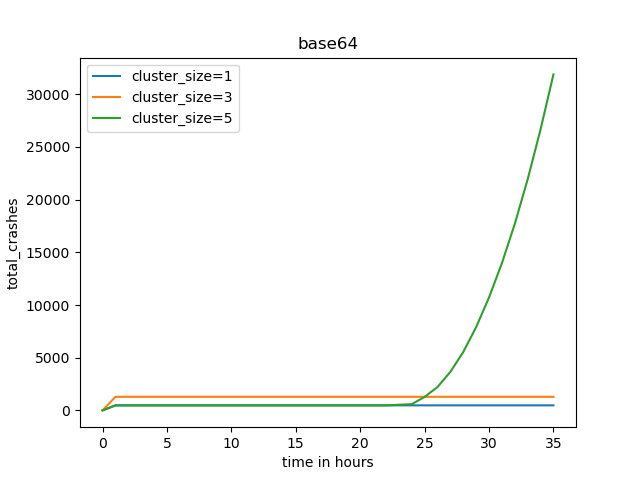 base64
cluster_size=1
cluster_size=3
cluster_size=5
30000
25000
20000
15000
10000
5000
0
total_crashes
0 5 10 15 20 25 30 35
time in hours